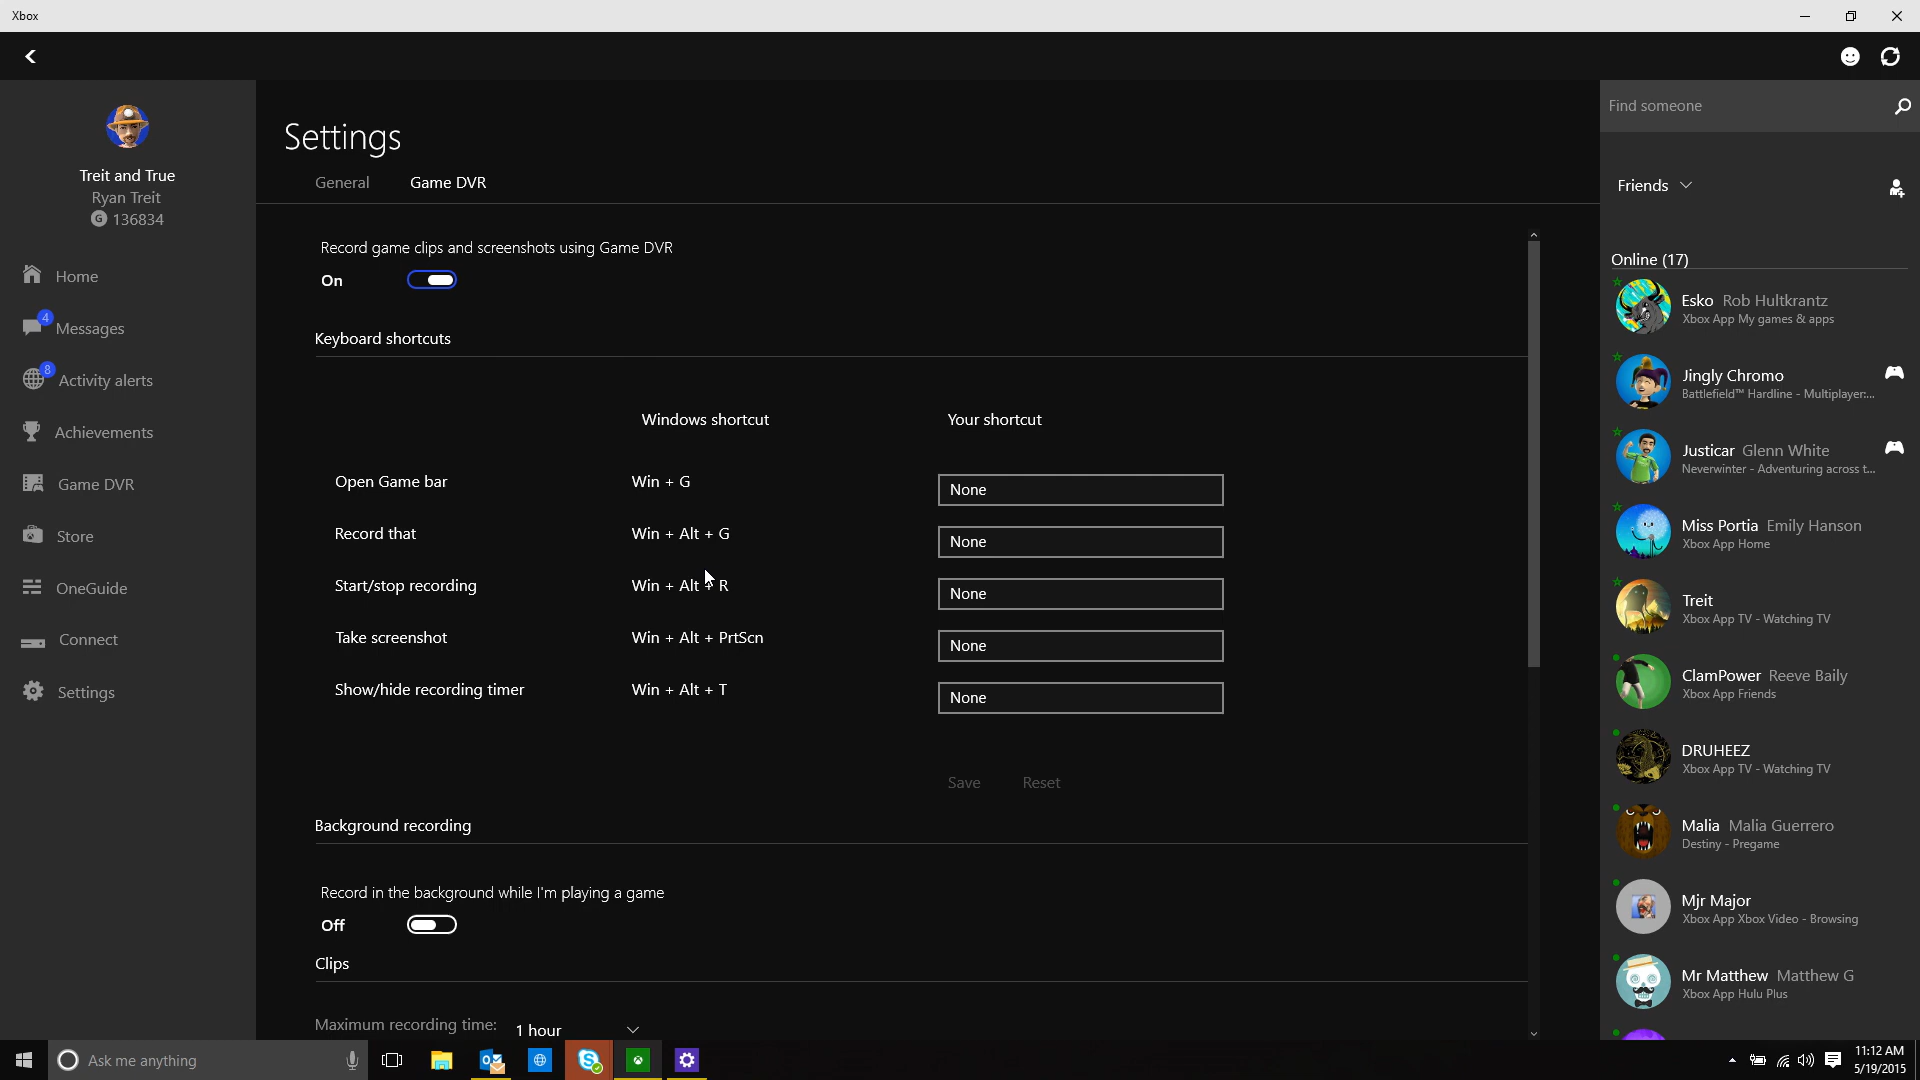 Xbox
Treit and True
Ryan Treit
G 136834
Home
4
Messages
8
Activity alerts
Achievements
Game DVR
Store
OneGuide
Connect
Settings
Settings
General Game DVR
Record game clips and screenshots using Game DVR
On
Keyboard shortcuts
Windows shortcut Your shortcut
Open Game bar Win + G None
Record that Win + Alt + G None
Start/stop recording Win + Alt + R None
Take screenshot Win + Alt + PrtScn None
Show/hide recording timer Win + Alt + T None
Save Reset
Background recording
Record in the background while I'm playing a game
Off
Clips
Maximum recording time: 1 hour
Find someone
Friends
Online (17)
Esko Rob Hultkrantz
Xbox App My games & apps
Jingly Chromo
Battlefield™ Hardline - Multiplayer:...
Justicar Glenn White
Neverwinter - Adventuring across t...
Miss Portia Emily Hanson
Xbox App Home
Treit
Xbox App TV - Watching TV
ClamPower Reeve Baily
Xbox App Friends
DRUHEEZ
Xbox App TV - Watching TV
Malia Malia Guerrero
Destiny - Pregame
Mjr Major
Xbox App Xbox Video - Browsing
Mr Matthew Matthew G
Xbox App Hulu Plus
Ask me anything
11:12 AM
5/19/2015